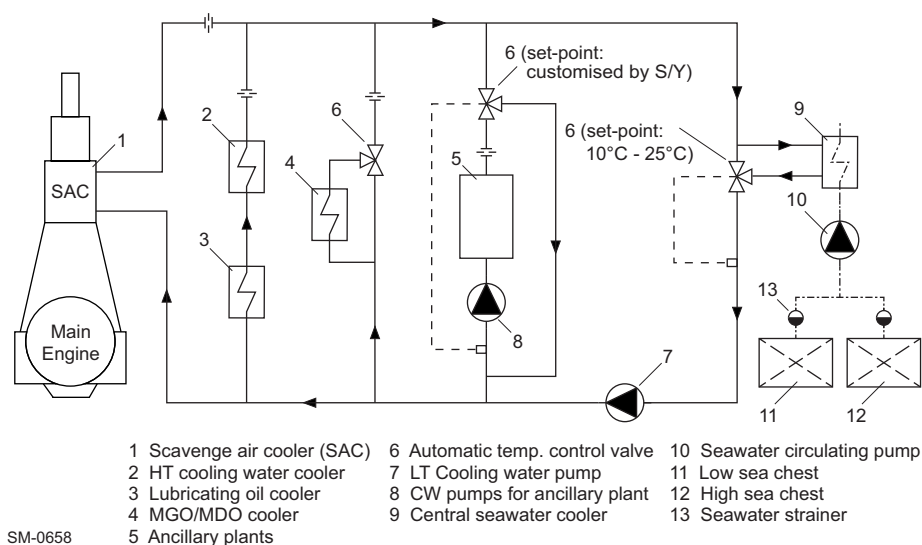 6 (set-point:
customised by S/Y)
6 (set-point:
10°C - 25°C)
1
SAC
2
3
4
6
5
8
7
9
10
13
11
12
Main
Engine
1 Scavenge air cooler (SAC)
2 HT cooling water cooler
3 Lubricating oil cooler
4 MGO/MDO cooler
5 Ancillary plants
6 Automatic temp. control valve
7 LT Cooling water pump
8 CW pumps for ancillary plant
9 Central seawater cooler
10 Seawater circulating pump
11 Low sea chest
12 High sea chest
13 Seawater strainer
SM-0658